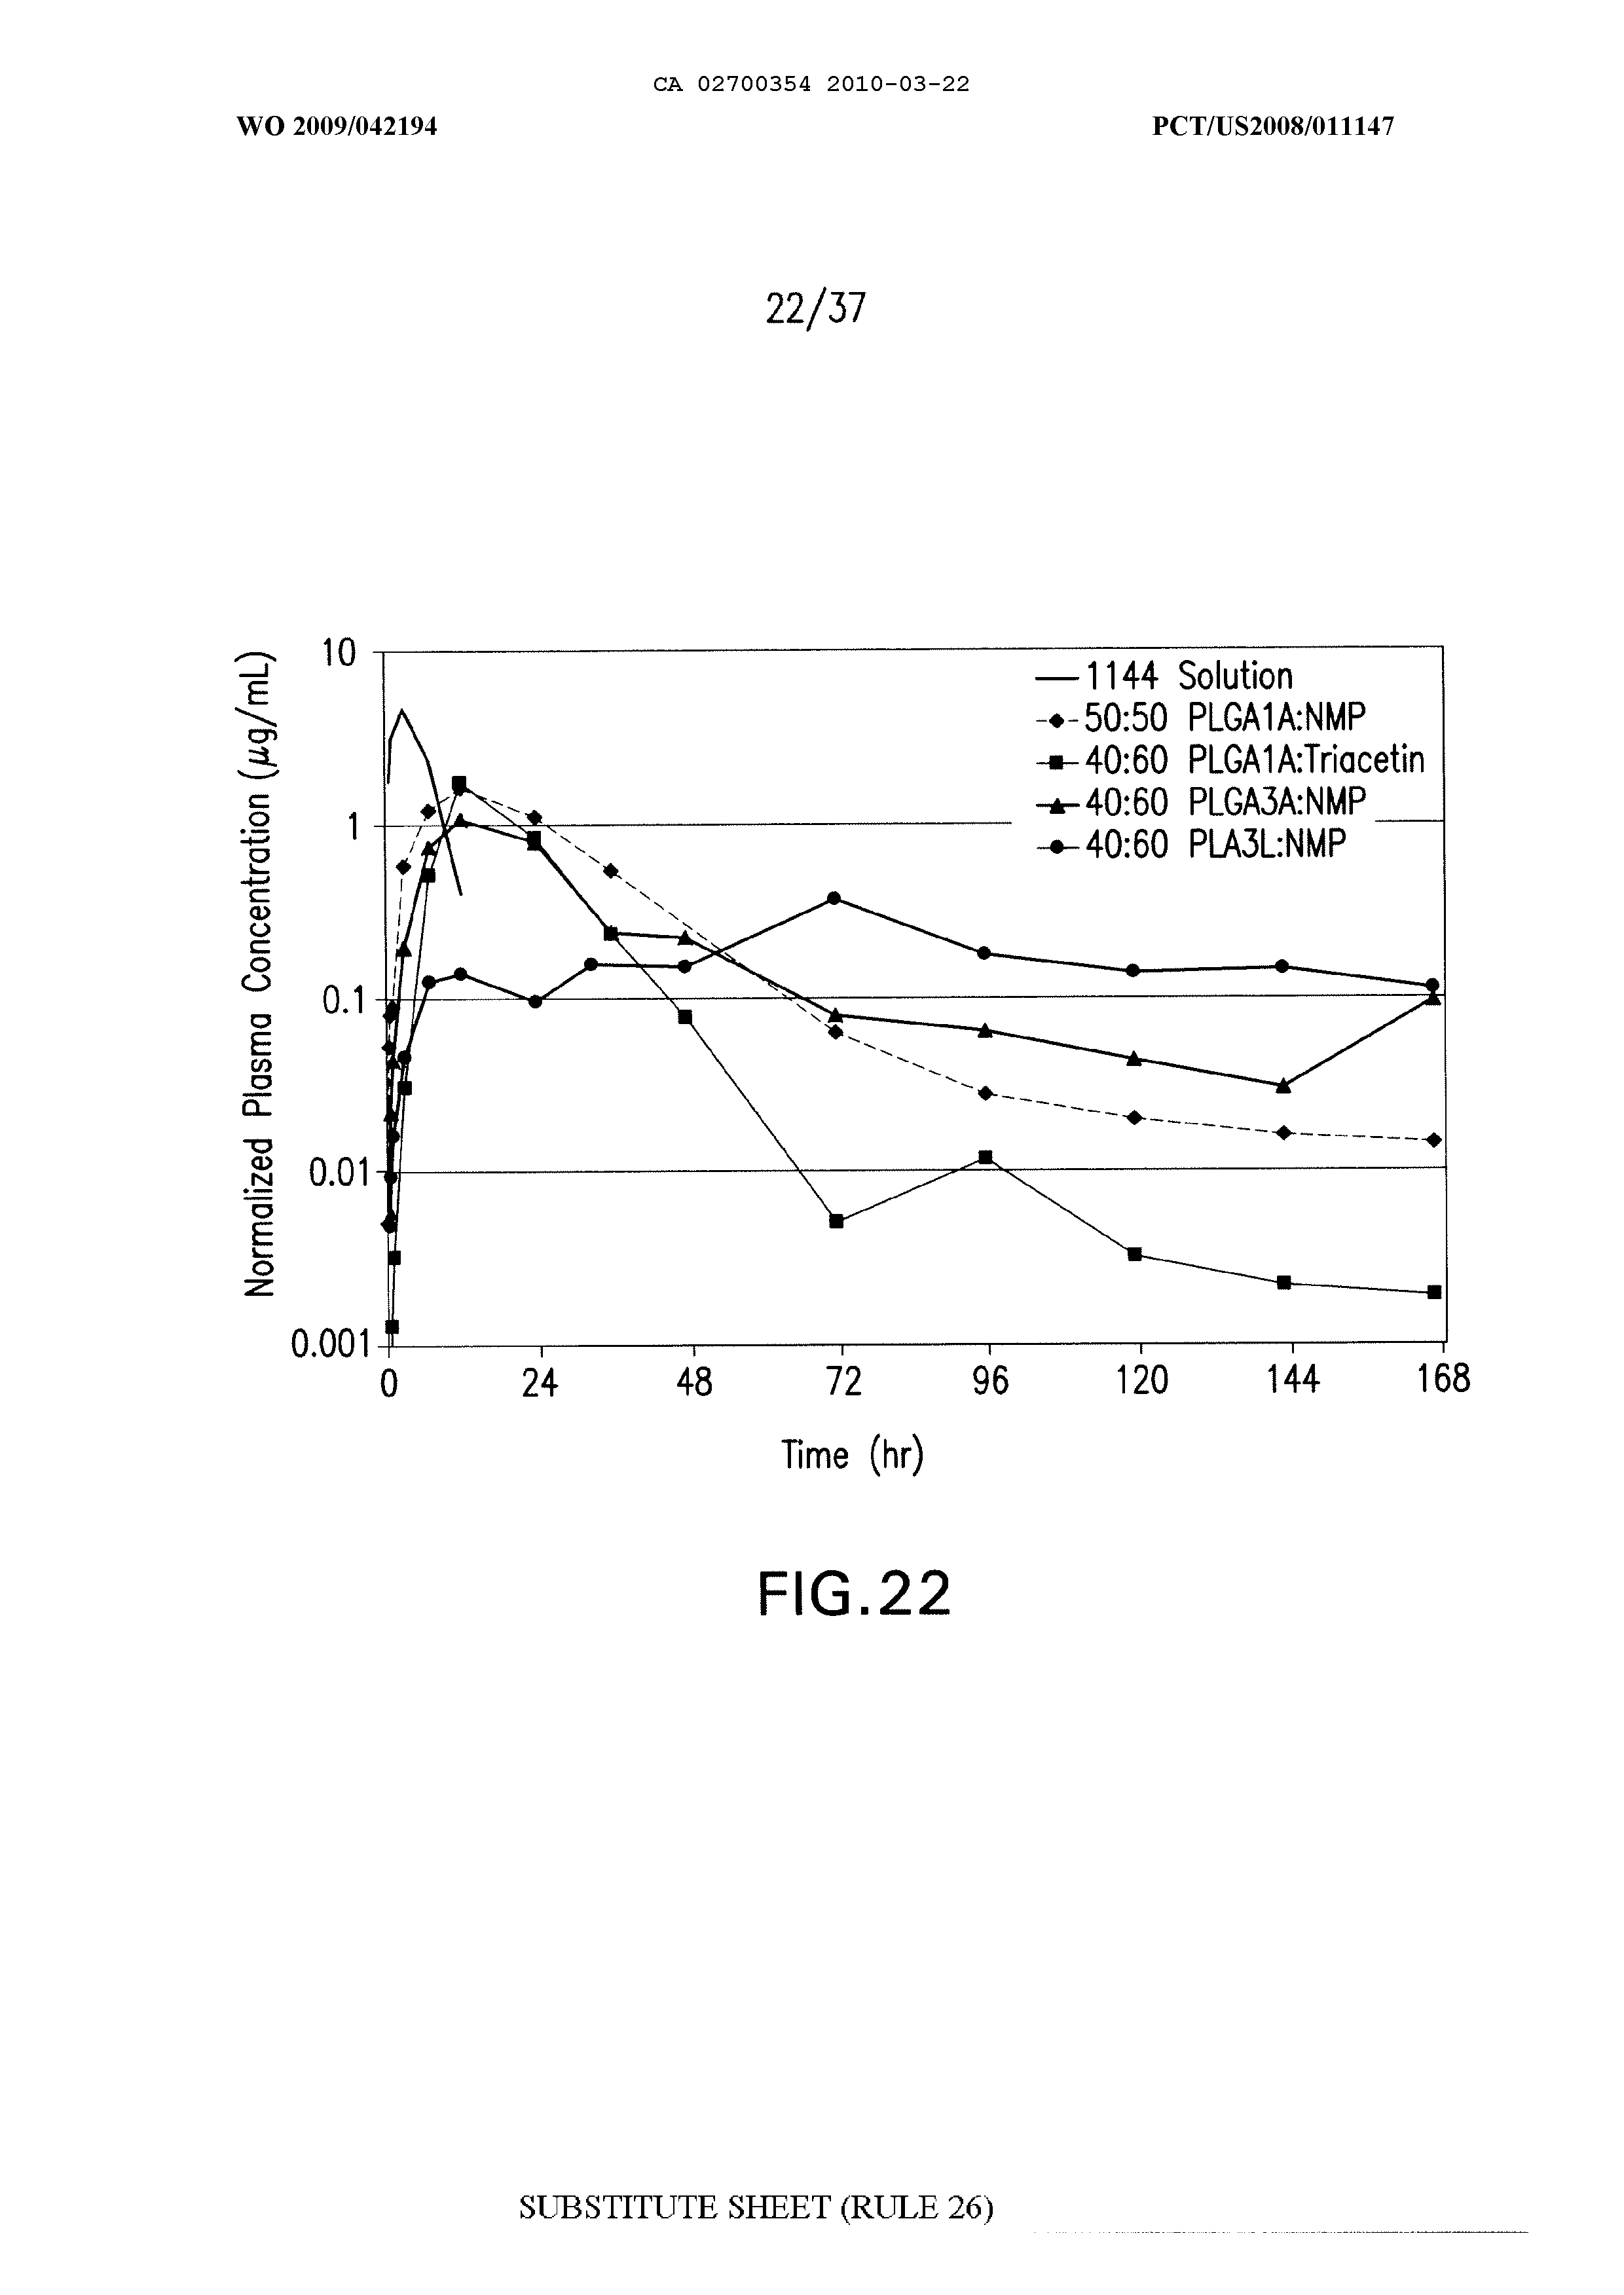 CA 02700354 2010-03-22
WO 2009/042194
PCT/US2008/011147
22/37
Normalized Plasma Concentration (μg/mL)
10
1
0.1
0.01
0.001
1144 Solution
50:50 PLGA1A:NMP
40:60 PLGA1A:Triacetin
40:60 PLGA3A:NMP
40:60 PLA3L:NMP
0 24 48 72 96 120 144 168
Time (hr)
FIG.22
SUBSTITUTE SHEET (RULE 26)